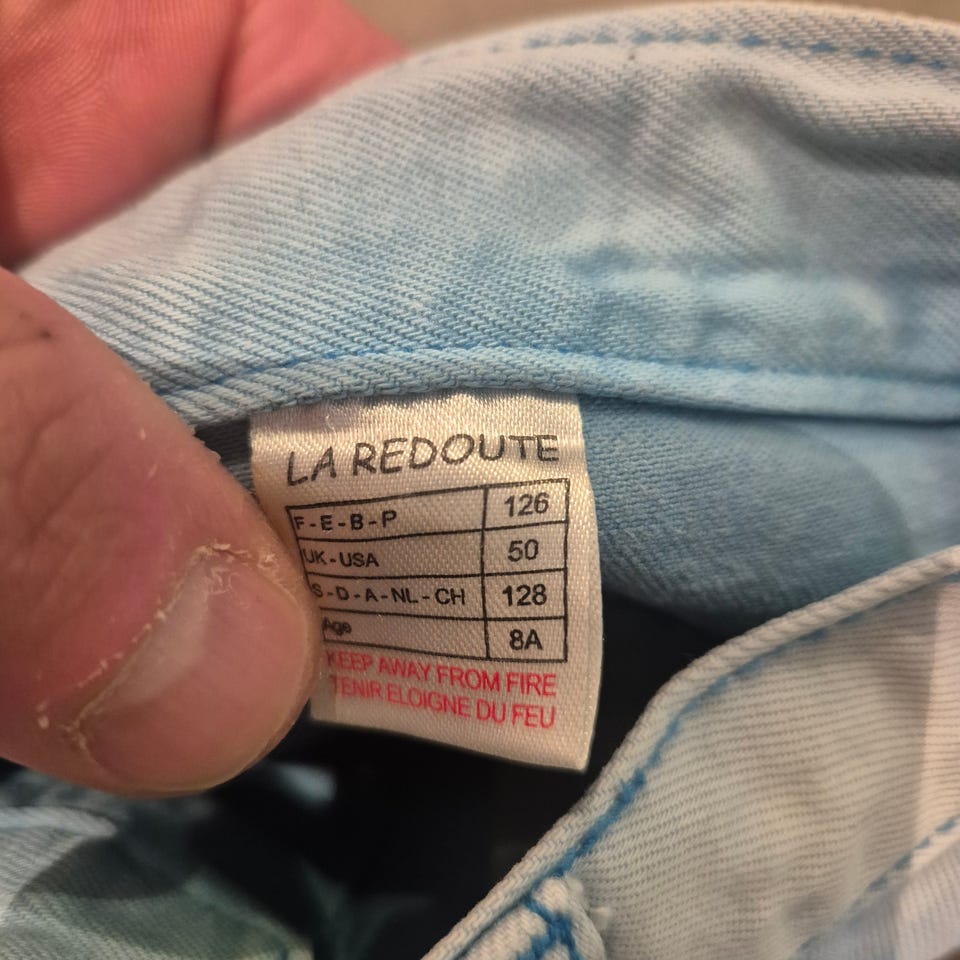 LA REDOUTE
F - E - B - P 126
UK - USA 50
S - D - A - NL - CH 128
Age 8A
KEEP AWAY FROM FIRE
TENIR ELOIGNE DU FEU